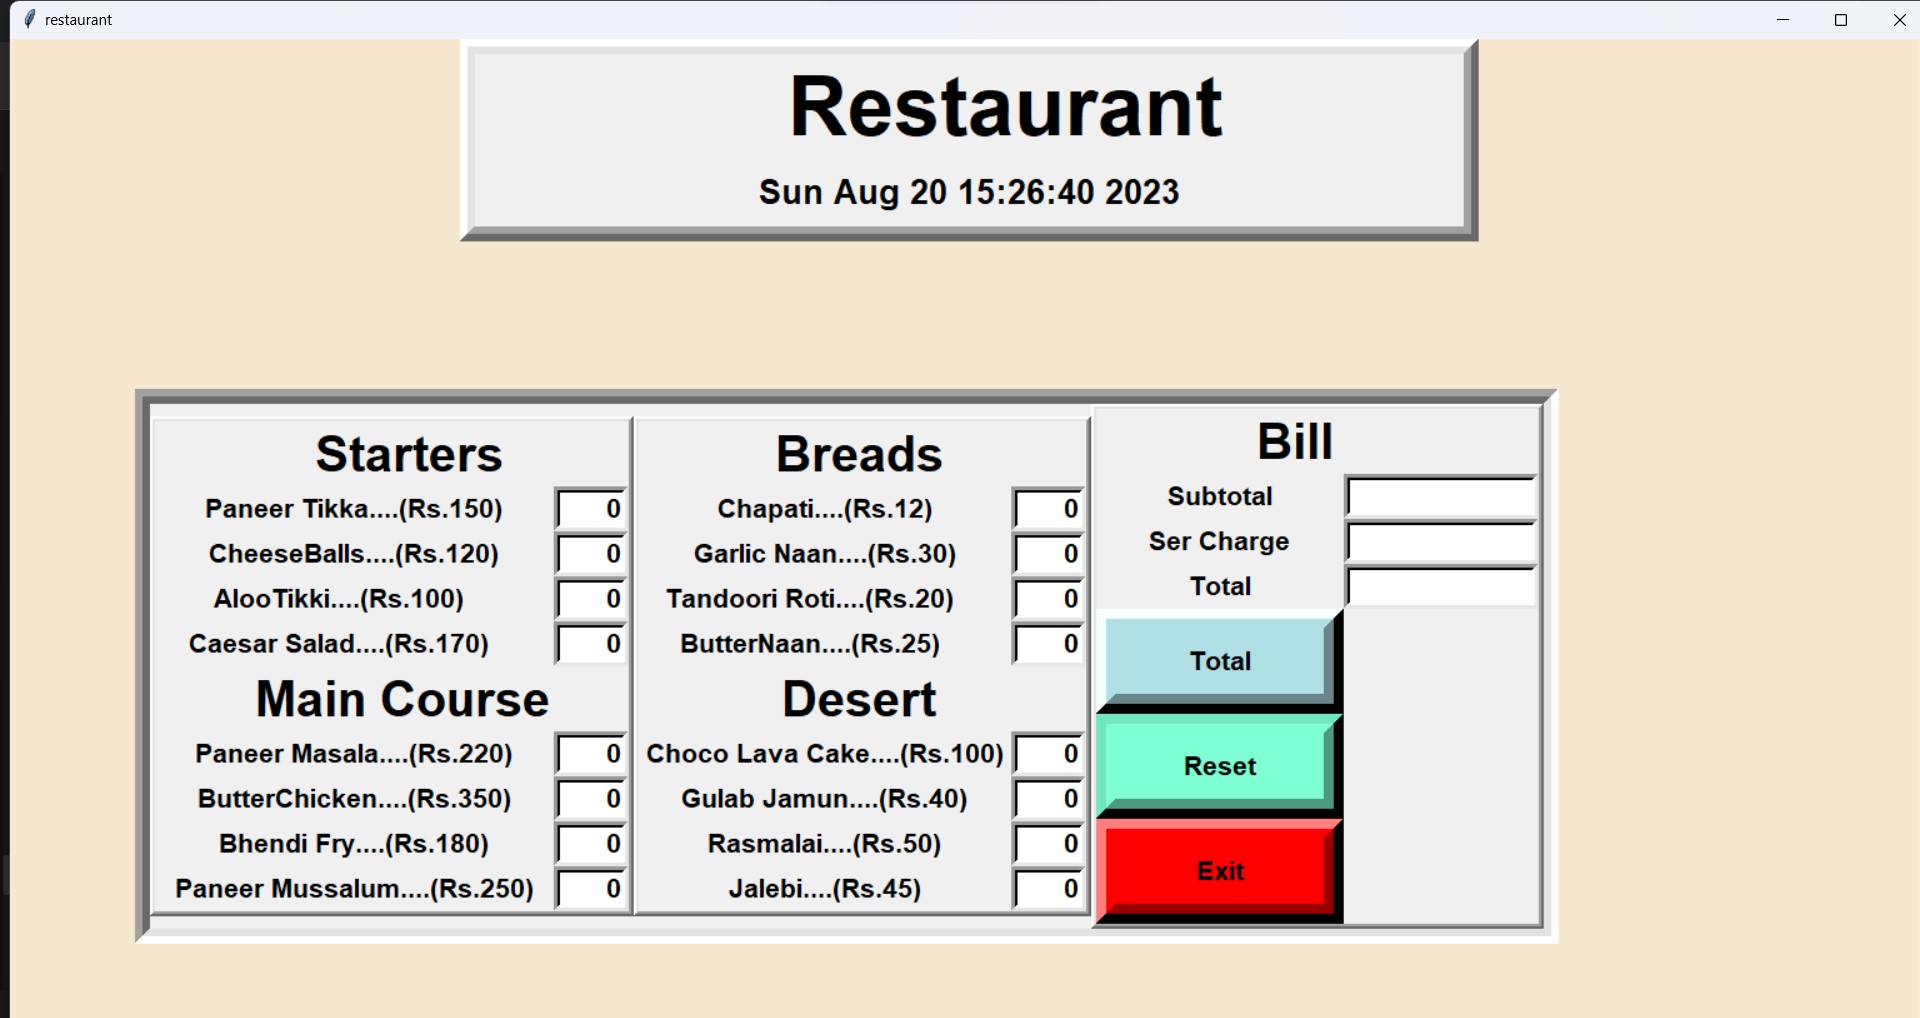 restaurant
Restaurant
Sun Aug 20 15:26:40 2023
Starters
Paneer Tikka....(Rs.150) 0
CheeseBalls....(Rs.120) 0
AlooTikki....(Rs.100) 0
Caesar Salad....(Rs.170) 0
Main Course
Paneer Masala....(Rs.220) 0
ButterChicken....(Rs.350) 0
Bhendi Fry....(Rs.180) 0
Paneer Mussalum....(Rs.250) 0
Breads
Chapati....(Rs.12) 0
Garlic Naan....(Rs.30) 0
Tandoori Roti....(Rs.20) 0
ButterNaan....(Rs.25) 0
Desert
Choco Lava Cake....(Rs.100) 0
Gulab Jamun....(Rs.40) 0
Rasmalai....(Rs.50) 0
Jalebi....(Rs.45) 0
Bill
Subtotal
Ser Charge
Total
Total
Reset
Exit